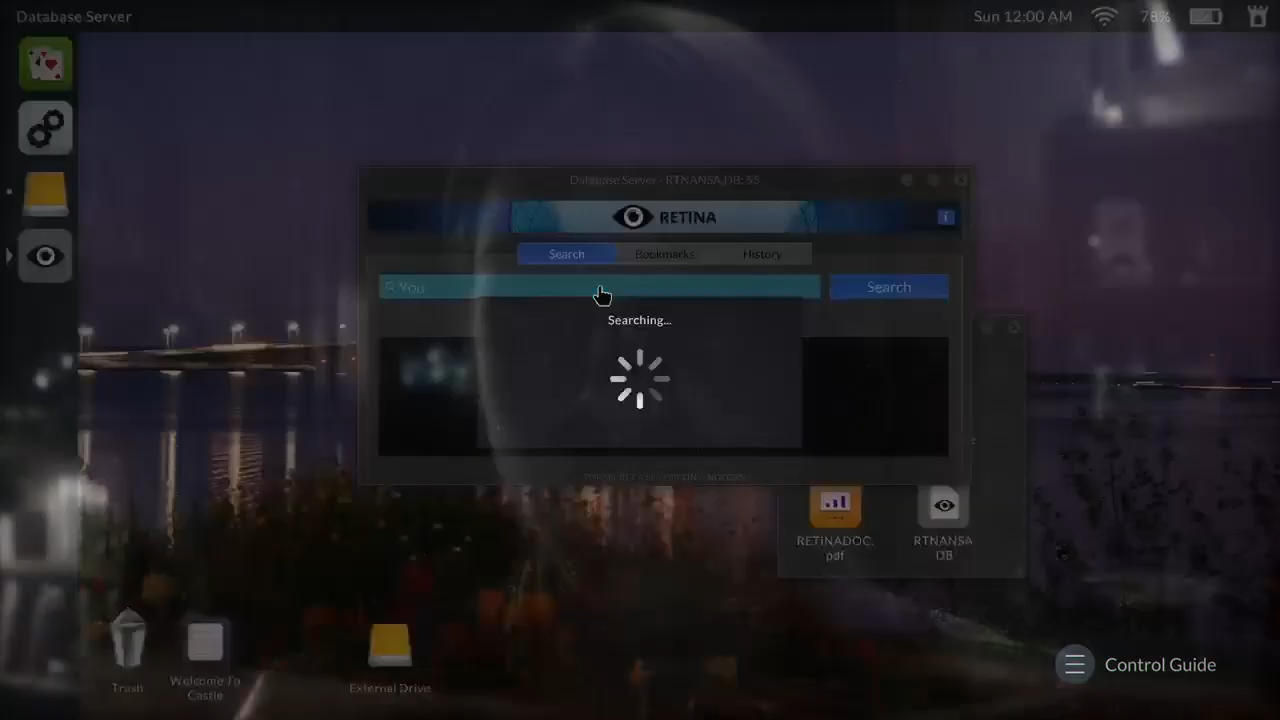 Database Server
Sun 12:00 AM
78%
Database Server - RTNANSA.DB: 55
RETINA
i
Search
Bookmarks
History
You
Search
Searching...
RETINADOC.
pdf
RTNANSA
DB
Trash
Welcome To
Castle
External Drive
Control Guide